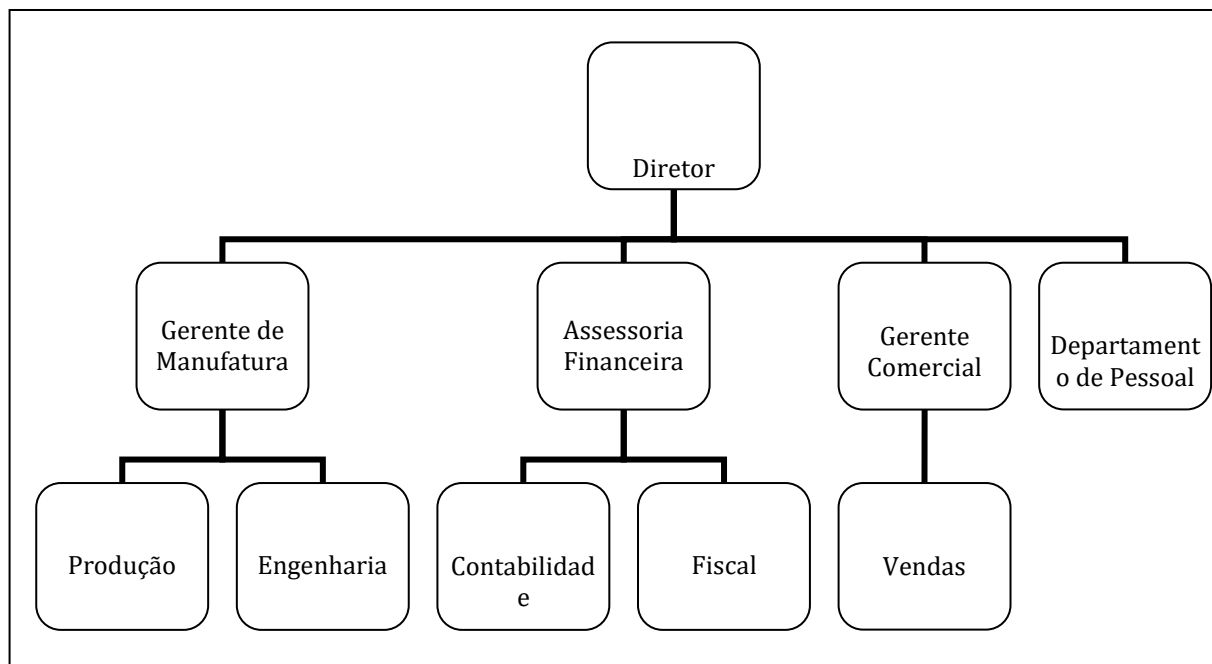 Diretor
Gerente de
Manufatura
Assessoria
Financeira
Gerente
Comercial
Departament
o de Pessoal
Produção
Engenharia
Contabilidad
e
Fiscal
Vendas